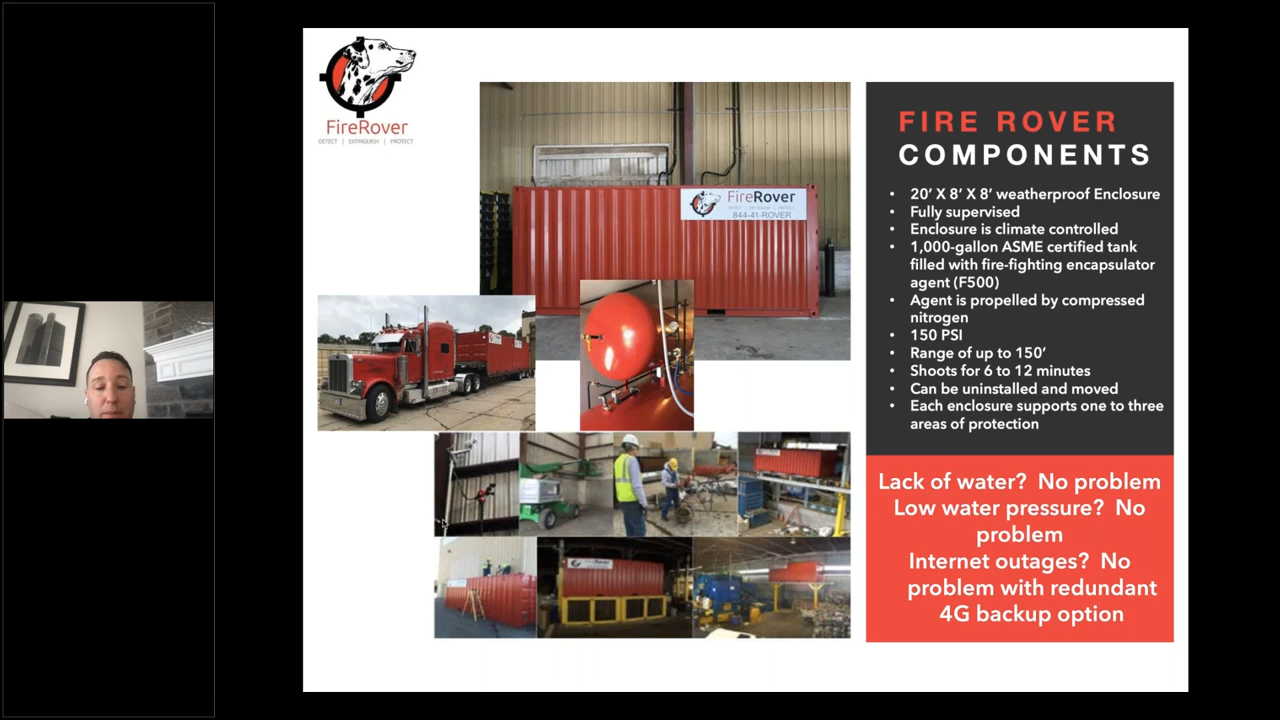 FireRover
DETECT | EXTINGUISH | PROTECT
FireRover
844-41-ROVER
FIRE ROVER
COMPONENTS
• 20’ X 8’ X 8’ weatherproof Enclosure
• Fully supervised
• Enclosure is climate controlled
• 1,000-gallon ASME certified tank
filled with fire-fighting encapsulator
agent (F500)
• Agent is propelled by compressed
nitrogen
• 150 PSI
• Range of up to 150’
• Shoots for 6 to 12 minutes
• Can be uninstalled and moved
• Each enclosure supports one to three
areas of protection
Lack of water? No problem
Low water pressure? No
problem
Internet outages? No
problem with redundant
4G backup option